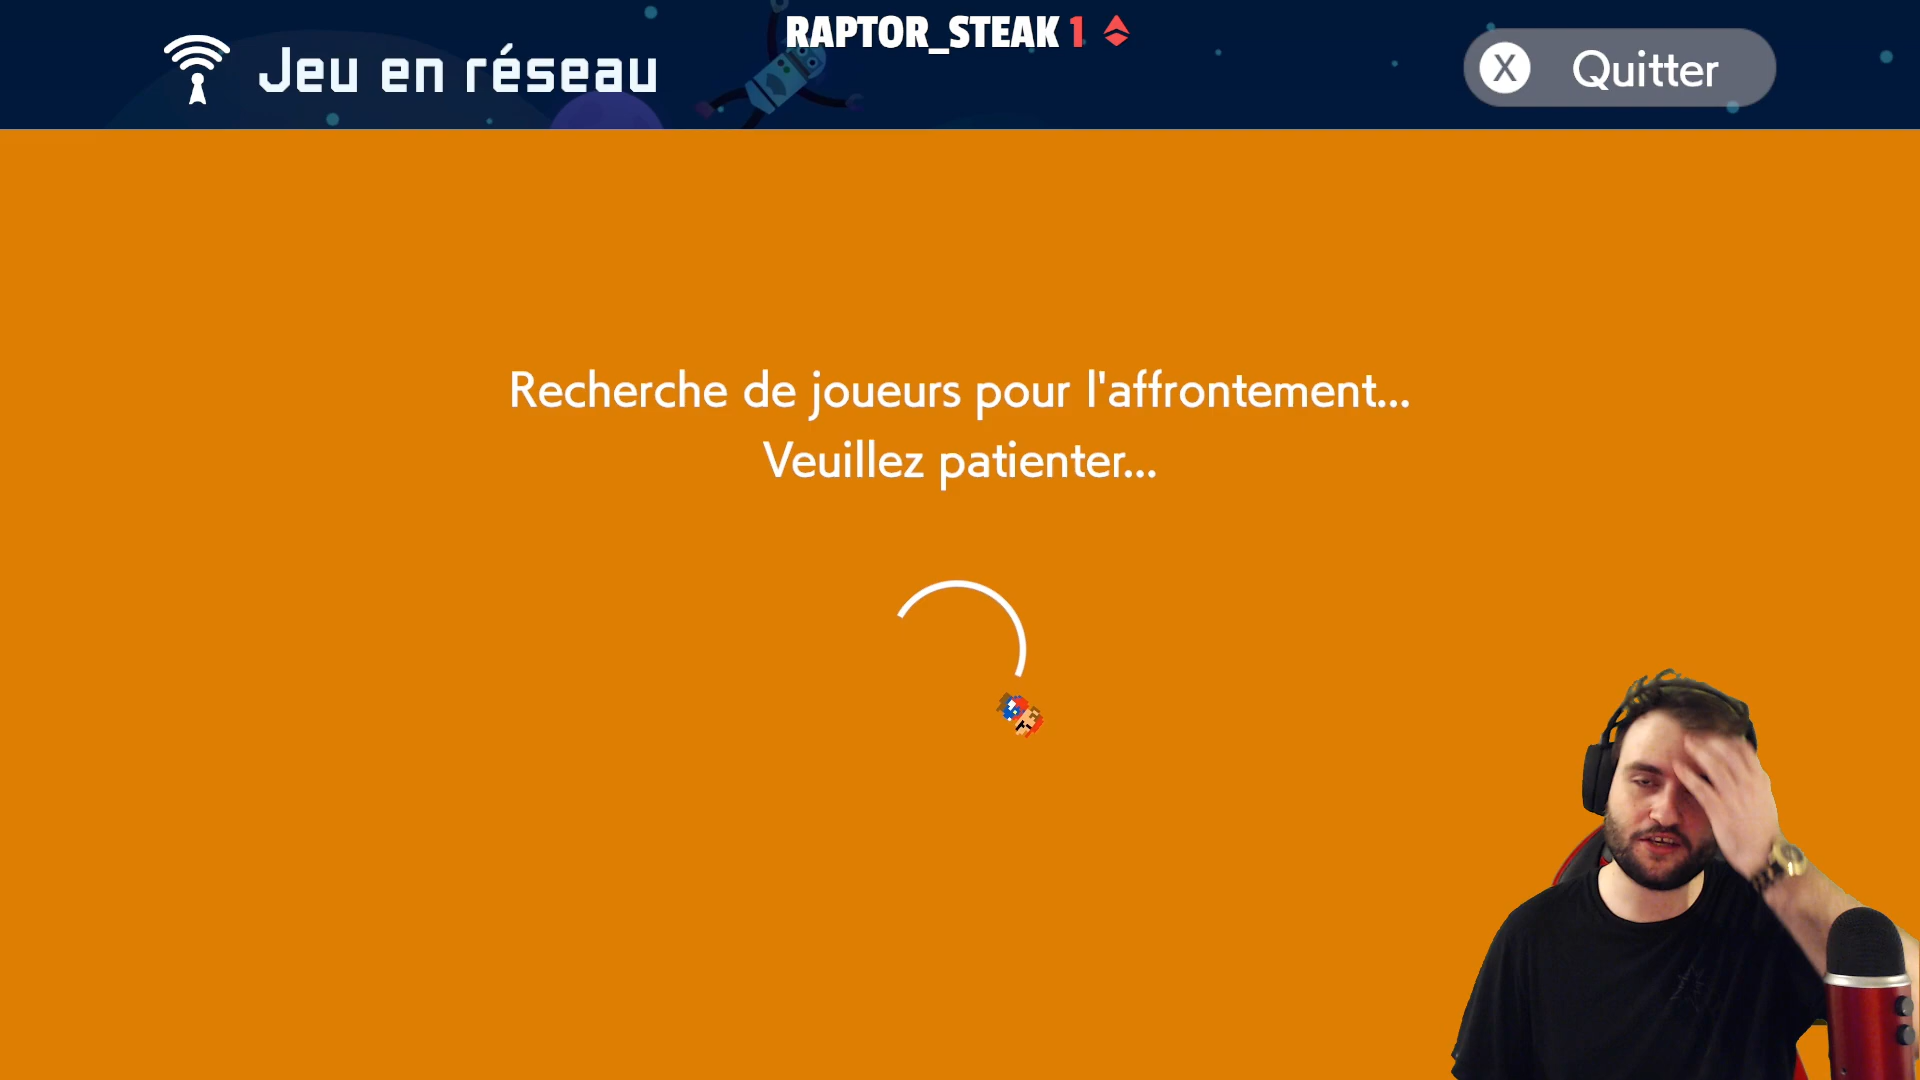 RAPTOR_STEAK 1
Jeu en réseau
X Quitter
Recherche de joueurs pour l'affrontement...
Veuillez patienter...